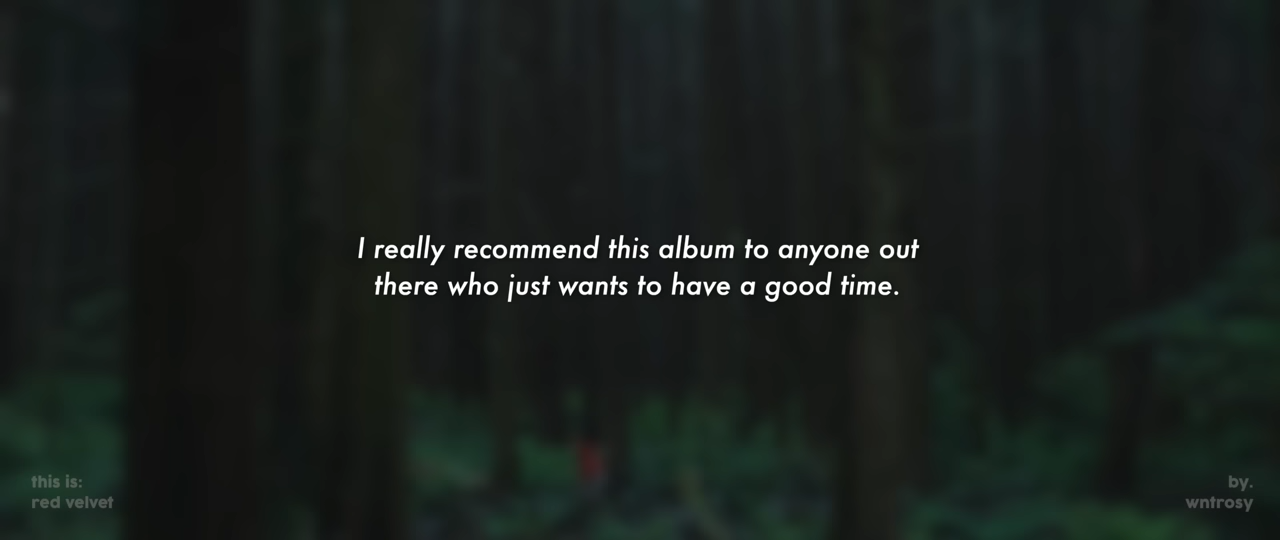 I really recommend this album to anyone out
there who just wants to have a good time.
this is:
red velvet
by.
wntrosy